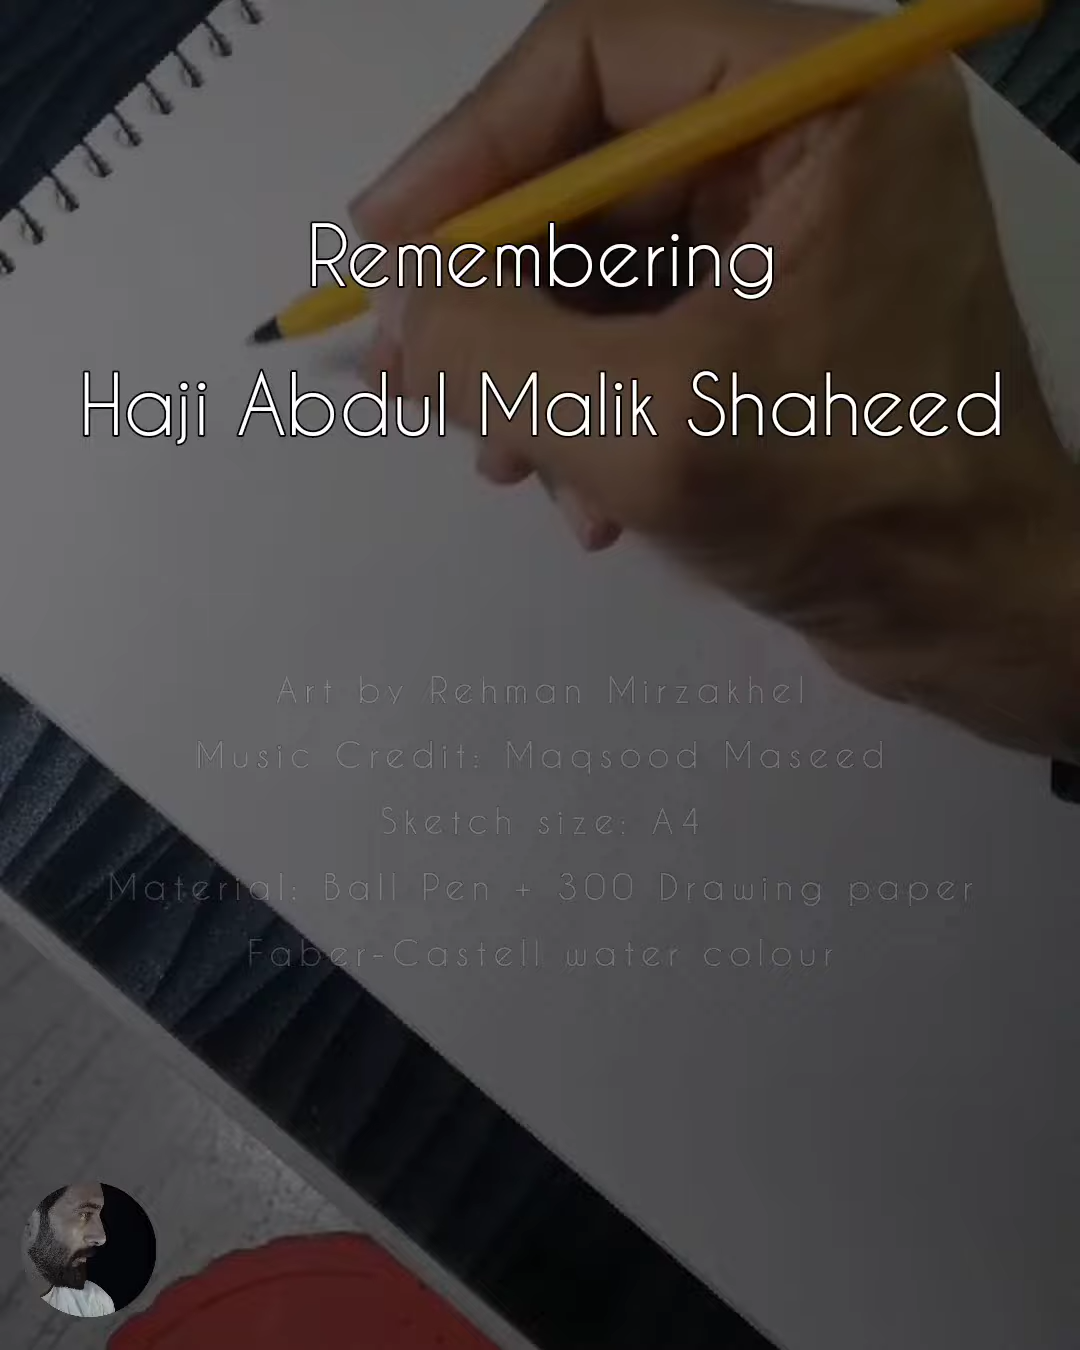 Remembering
Haji Abdul Malik Shaheed
Art by Rehman Mirzakhel
Music Credit: Maqsood Maseed
Sketch size: A4
Material: Ball Pen + 300 Drawing paper
Faber-Castell water colour